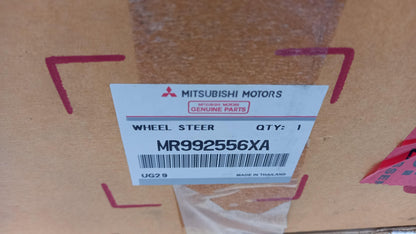 MITSUBISHI MOTORS
MITSUBISHI MOTORS
GENUINE PARTS
WHEEL STEER QTY: 1
MR992556XA
UG29 MADE IN THAILAND